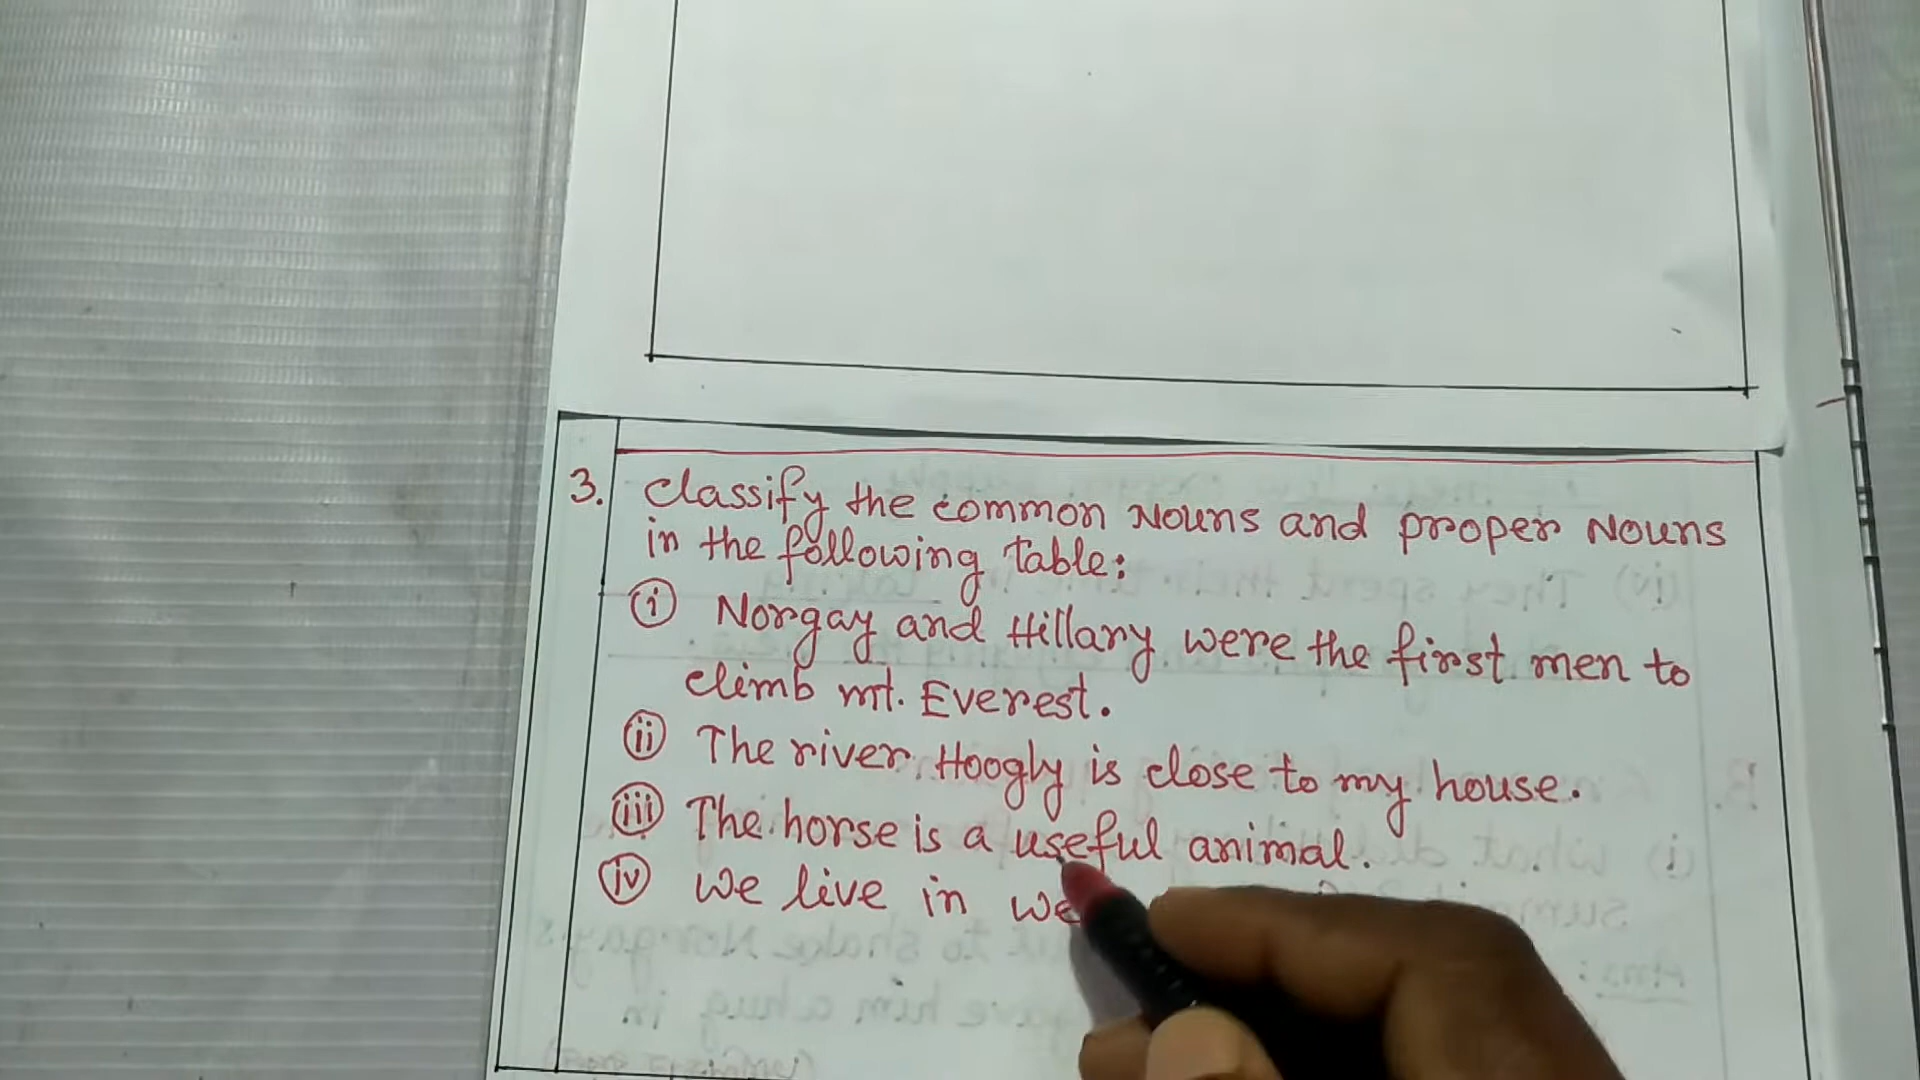 3. Classify the common Nouns and proper Nouns
in the following table:
(i) Norgay and Hillary were the first men to
climb mt. Everest.
(ii) The river Hoogly is close to my house.
(iii) The horse is a useful animal.
(iv) We live in